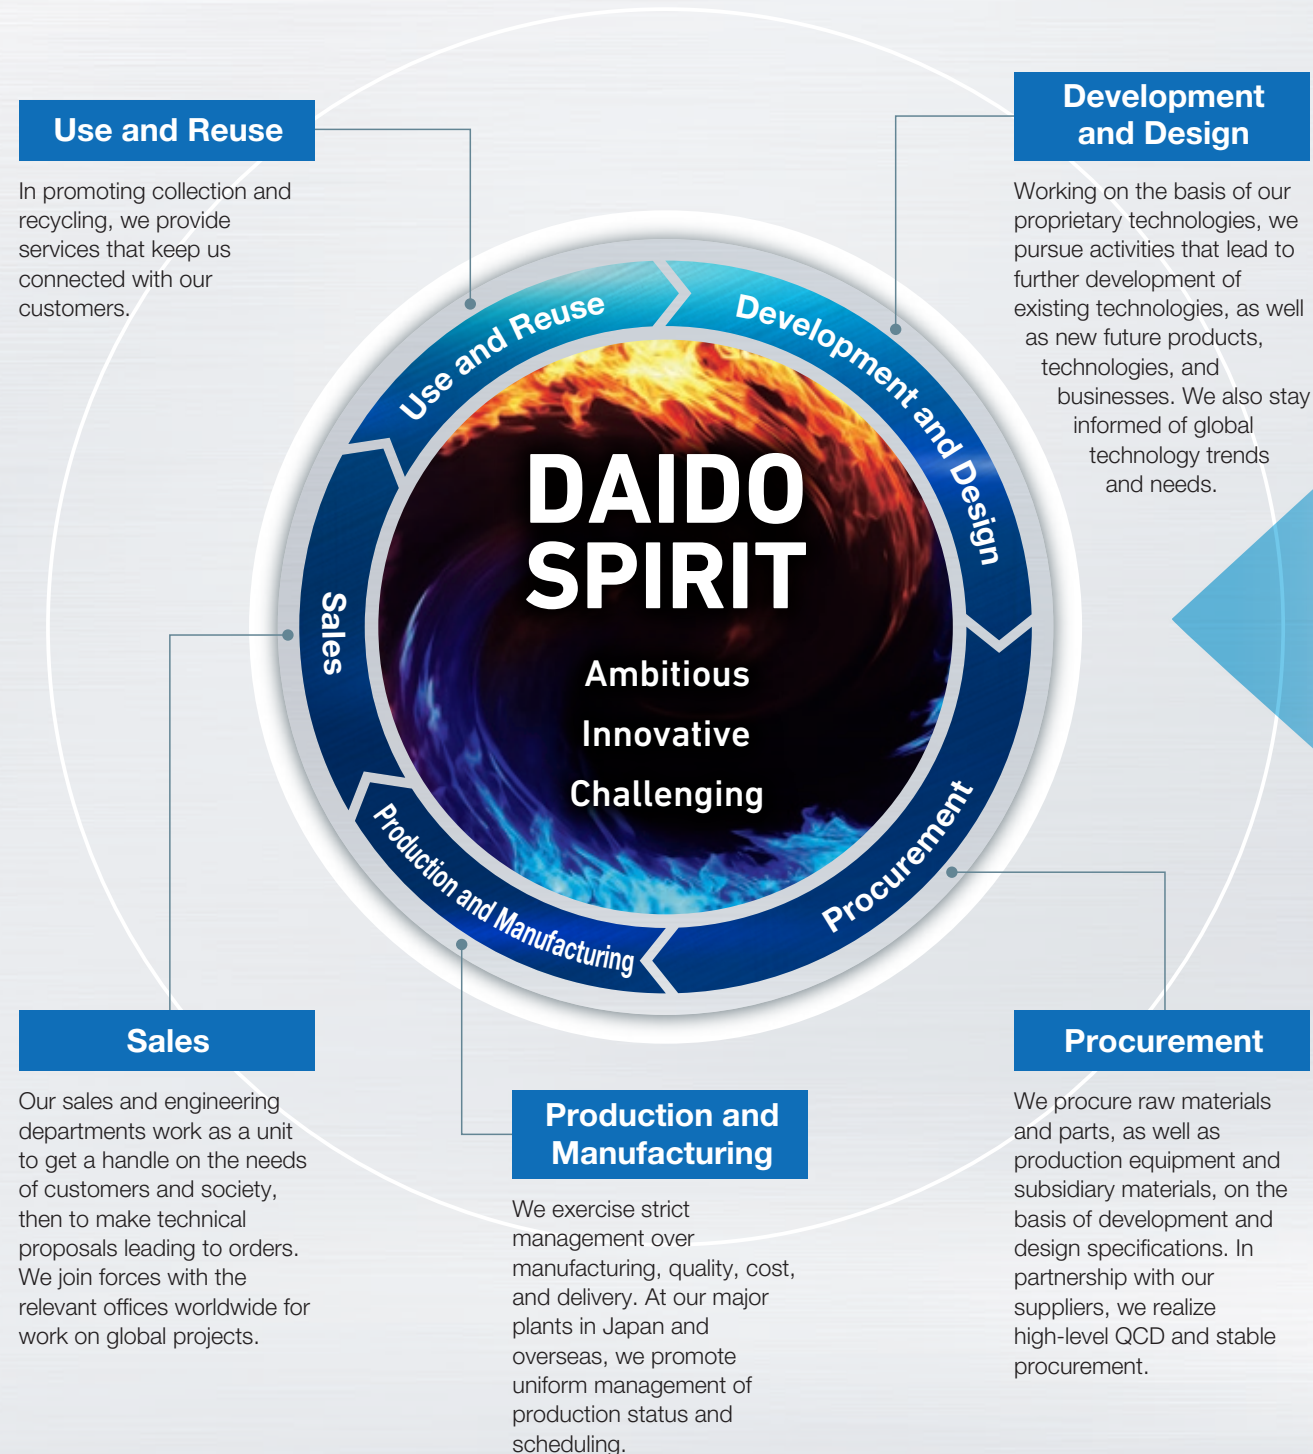 Use and Reuse
In promoting collection and
recycling, we provide
services that keep us
connected with our
customers.
Development
and Design
Working on the basis of our
proprietary technologies, we
pursue activities that lead to
further development of
existing technologies, as well
as new future products,
technologies, and
businesses. We also stay
informed of global
technology trends
and needs.
Use and Reuse
Development and Design
Procurement
Production and Manufacturing
Sales
DAIDO
SPIRIT
Ambitious
Innovative
Challenging
Sales
Our sales and engineering
departments work as a unit
to get a handle on the needs
of customers and society,
then to make technical
proposals leading to orders.
We join forces with the
relevant offices worldwide for
work on global projects.
Production and
Manufacturing
We exercise strict
management over
manufacturing, quality, cost,
and delivery. At our major
plants in Japan and
overseas, we promote
uniform management of
production status and
scheduling.
Procurement
We procure raw materials
and parts, as well as
production equipment and
subsidiary materials, on the
basis of development and
design specifications. In
partnership with our
suppliers, we realize
high-level QCD and stable
procurement.